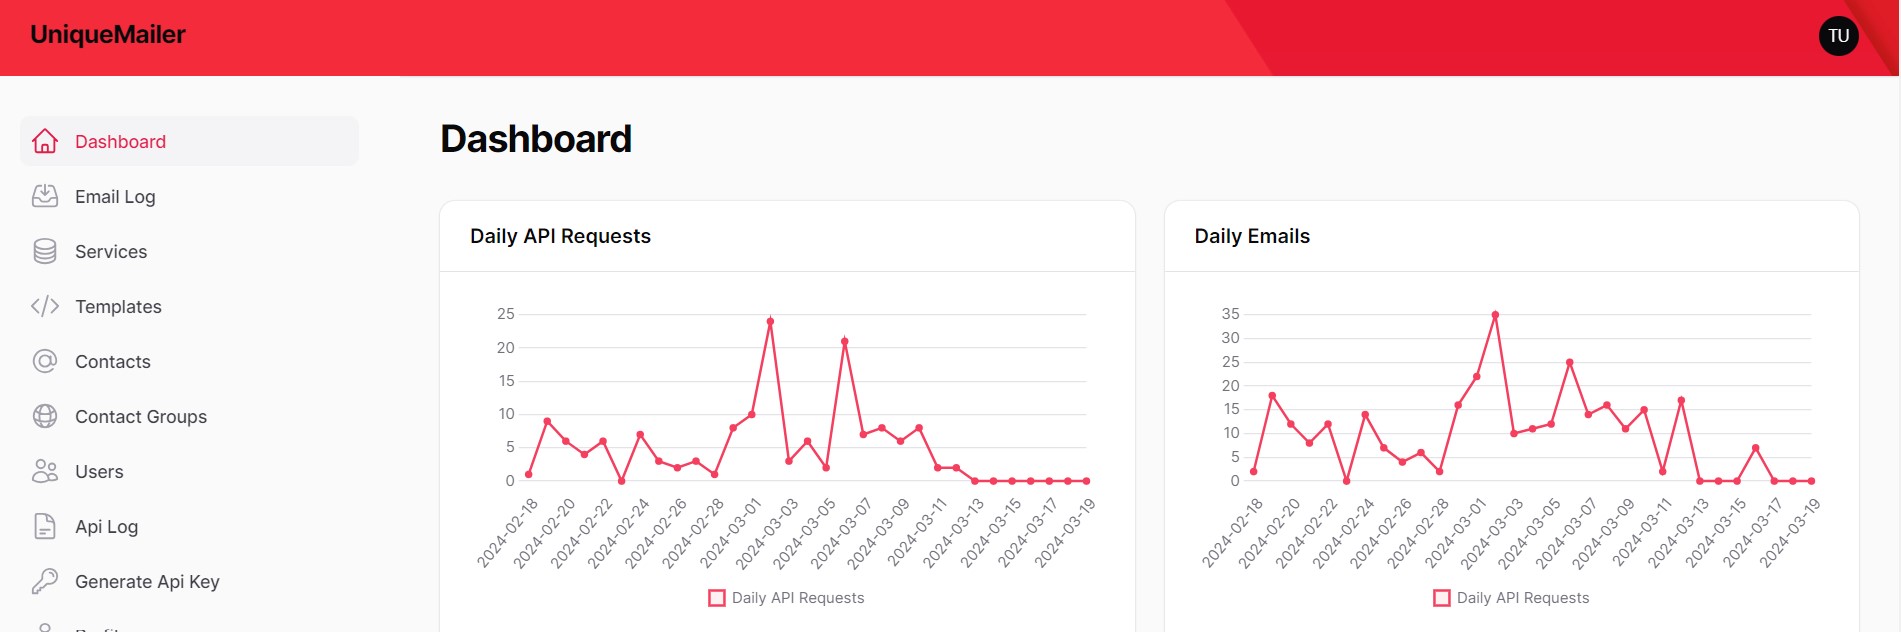 UniqueMailer
TU
Dashboard
Email Log
Services
Templates
Contacts
Contact Groups
Users
Api Log
Generate Api Key
Dashboard
Daily API Requests
25
20
15
10
5
0
2024-02-18
2024-02-20
2024-02-22
2024-02-24
2024-02-26
2024-02-28
2024-03-01
2024-03-03
2024-03-05
2024-03-07
2024-03-09
2024-03-11
2024-03-13
2024-03-15
2024-03-17
2024-03-19
Daily API Requests
Daily Emails
35
30
25
20
15
10
5
0
2024-02-18
2024-02-20
2024-02-22
2024-02-24
2024-02-26
2024-02-28
2024-03-01
2024-03-03
2024-03-05
2024-03-07
2024-03-09
2024-03-11
2024-03-13
2024-03-15
2024-03-17
2024-03-19
Daily API Requests